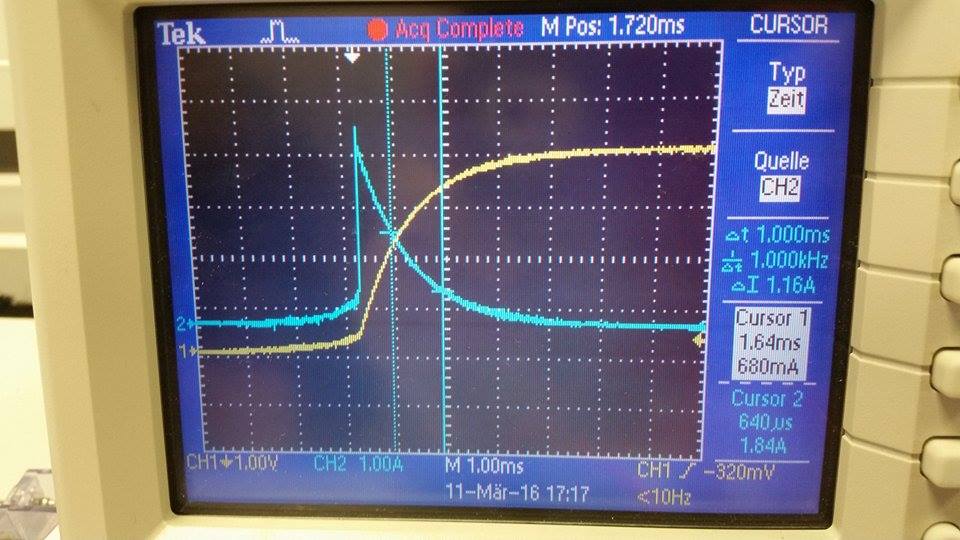 Tek Acq Complete M Pos: 1.720ms CURSOR
Typ
Zeit
Quelle
CH2
Δt 1.000ms
1/Δt 1.000kHz
ΔI 1.16A
Cursor 1
1.64ms
680mA
Cursor 2
640µs
1.84A
2
1
CH1 1.00V CH2 1.00A M 1.00ms CH1 -320mV
11-Mär-16 17:17 <10Hz